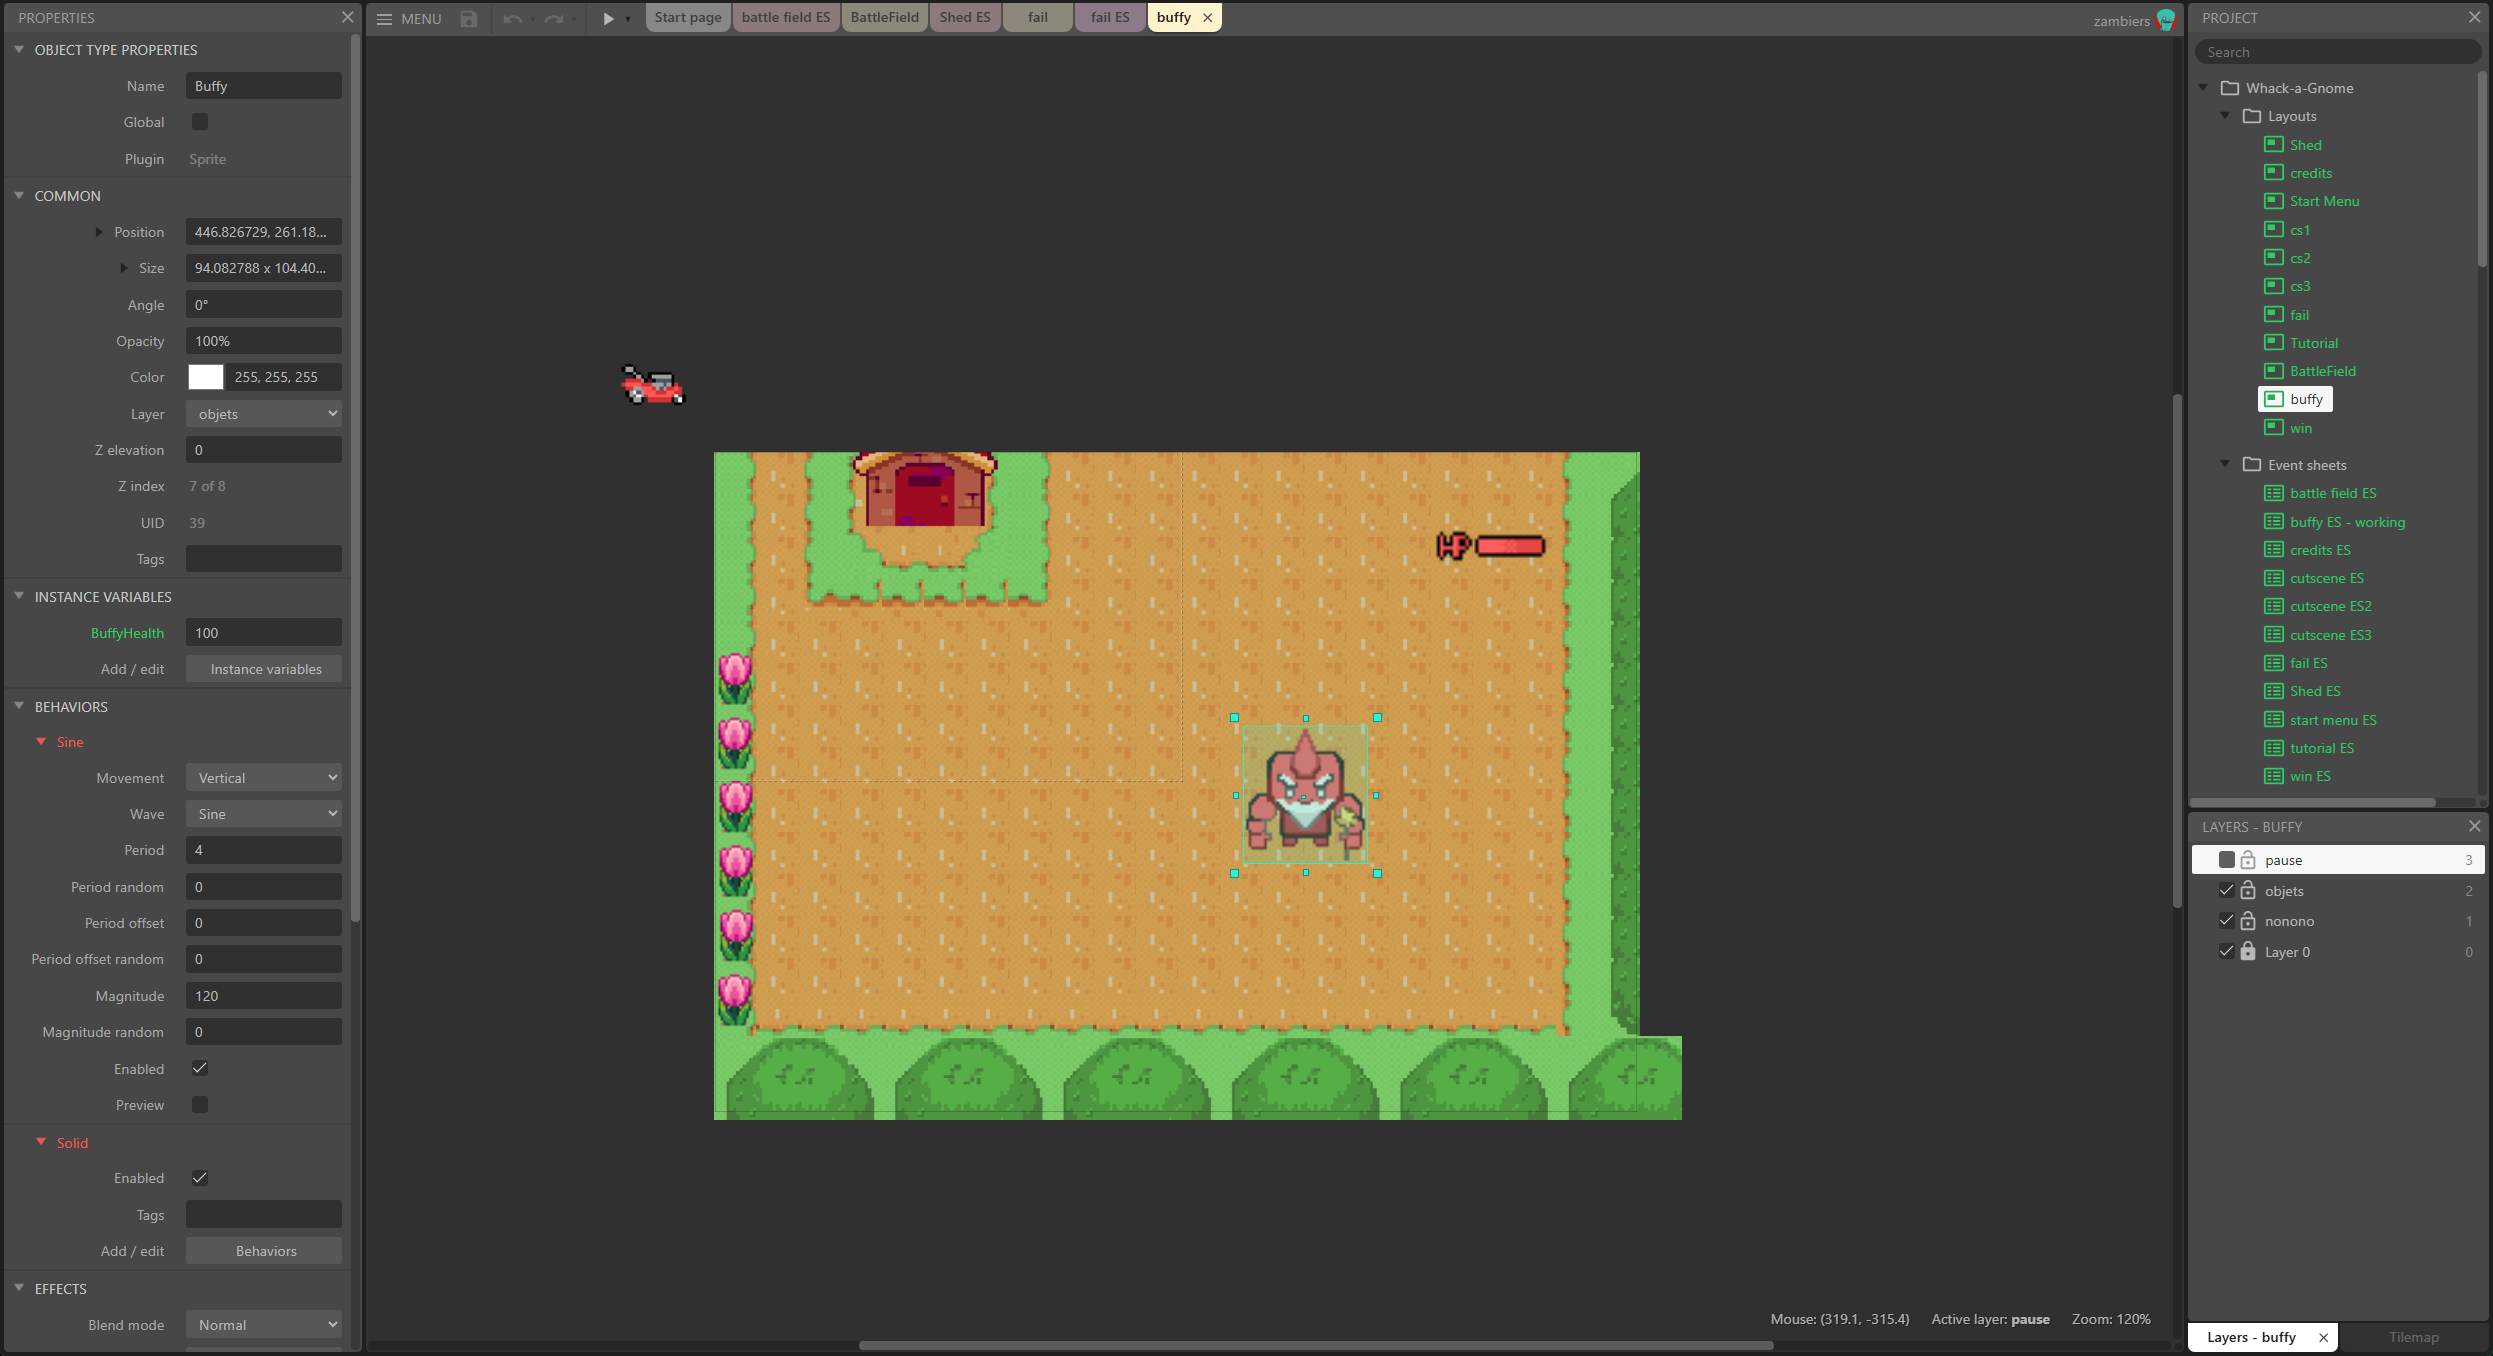 PROPERTIES
OBJECT TYPE PROPERTIES
Name Buffy
Global
Plugin Sprite
COMMON
Position 446.826729, 261.18...
Size 94.082788 x 104.40...
Angle 0°
Opacity 100%
Color 255, 255, 255
Layer objets
Z elevation 0
Z index 7 of 8
UID 39
Tags
INSTANCE VARIABLES
BuffyHealth 100
Add / edit Instance variables
BEHAVIORS
Sine
Movement Vertical
Wave Sine
Period 4
Period random 0
Period offset 0
Period offset random 0
Magnitude 120
Magnitude random 0
Enabled
Preview
Solid
Enabled
Tags
Add / edit Behaviors
EFFECTS
Blend mode Normal
MENU
Start page battle field ES BattleField Shed ES fail fail ES buffy
zambiers
HP
Mouse: (319.1, -315.4) Active layer: pause Zoom: 120%
PROJECT
Search
Whack-a-Gnome
Layouts
Shed
credits
Start Menu
cs1
cs2
cs3
fail
Tutorial
BattleField
buffy
win
Event sheets
battle field ES
buffy ES - working
credits ES
cutscene ES
cutscene ES2
cutscene ES3
fail ES
Shed ES
start menu ES
tutorial ES
win ES
LAYERS - BUFFY
pause 3
objets 2
nonono 1
Layer 0 0
Layers - buffy Tilemap